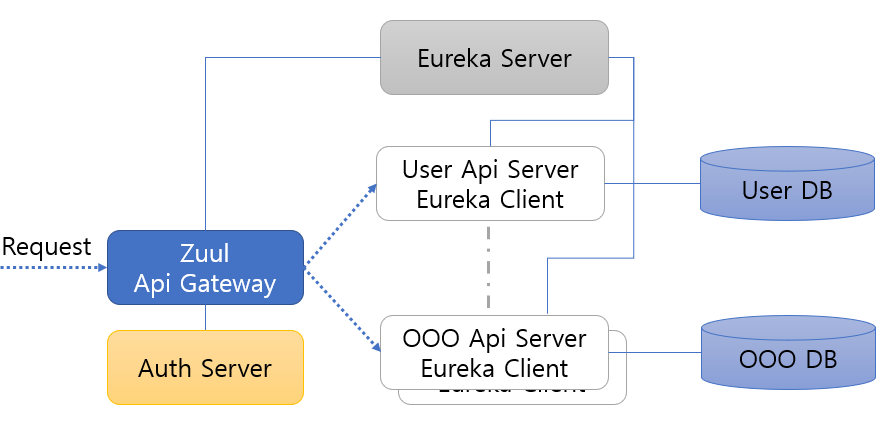 Eureka Server
User Api Server
Eureka Client
User DB
Request
Zuul
Api Gateway
OOO Api Server
Eureka Client
Eureka Client
OOO DB
Auth Server